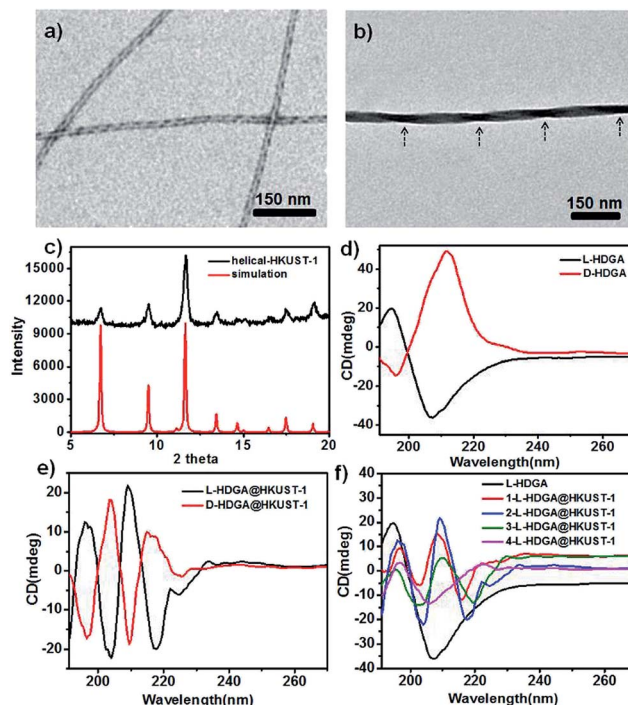 a)
150 nm
b)
150 nm
c)
helical-HKUST-1
simulation
15000
12000
9000
6000
3000
0
Intensity
5 10 15 20
2 theta
d)
L-HDGA
D-HDGA
40
20
0
-20
-40
CD(mdeg)
200 220 240 260
Wavelength(nm)
e)
L-HDGA@HKUST-1
D-HDGA@HKUST-1
20
10
0
-10
-20
CD(mdeg)
200 220 240 260
Wavelength(nm)
f)
L-HDGA
1-L-HDGA@HKUST-1
2-L-HDGA@HKUST-1
3-L-HDGA@HKUST-1
4-L-HDGA@HKUST-1
40
30
20
10
0
-10
-20
-30
-40
CD(mdeg)
200 220 240 260
Wavelength(nm)